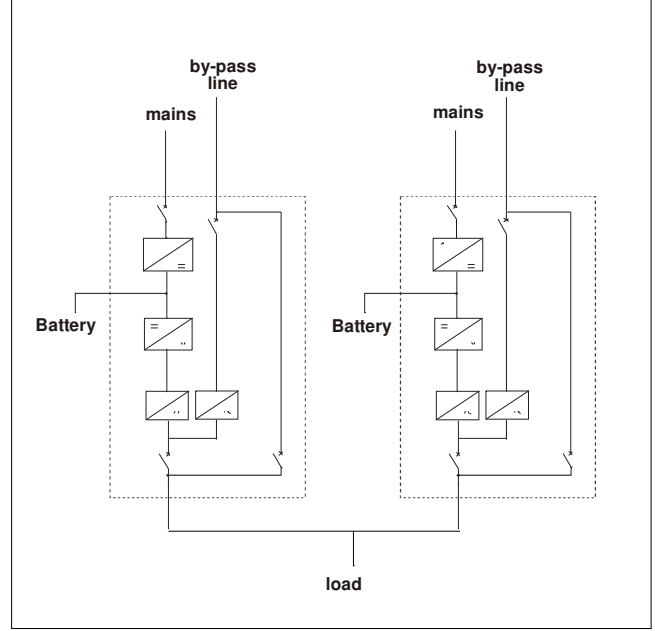 by-pass
line
mains
by-pass
line
mains
Battery
Battery
load